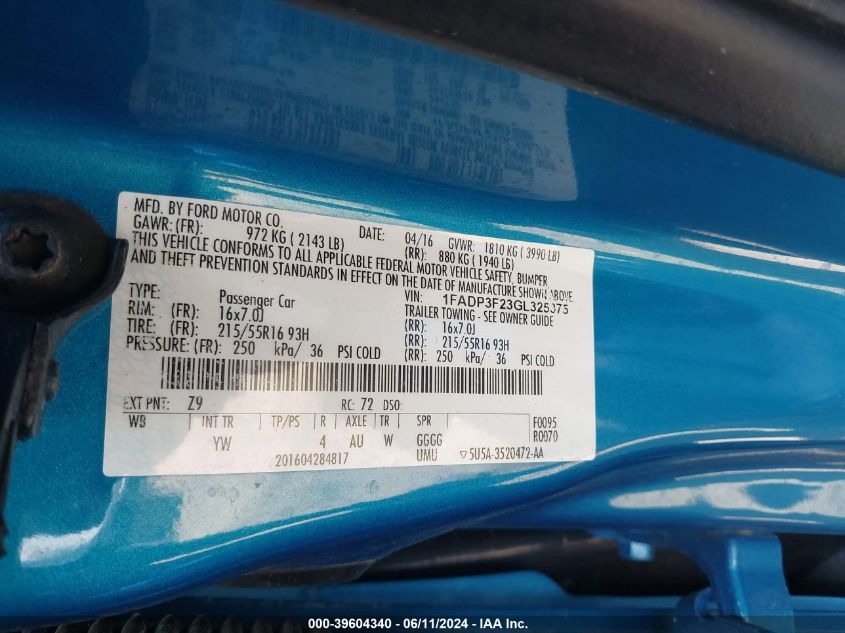 MFD. BY FORD MOTOR CO.
DATE: 04/16 GVWR: 1810 KG ( 3990 LB)
GAWR: (FR): 972 KG ( 2143 LB) (RR): 880 KG ( 1940 LB)
THIS VEHICLE CONFORMS TO ALL APPLICABLE FEDERAL MOTOR VEHICLE SAFETY, BUMPER
AND THEFT PREVENTION STANDARDS IN EFFECT ON THE DATE OF MANUFACTURE SHOWN ABOVE.
VIN: 1FADP3F23GL325375
TYPE: Passenger Car TRAILER TOWING - SEE OWNER GUIDE
RIM: (FR): 16x7.0J (RR): 16x7.0J
TIRE: (FR): 215/55R16 93H (RR): 215/55R16 93H
PRESSURE: (FR): 250 kPa/ 36 PSI COLD (RR): 250 kPa/ 36 PSI COLD
EXT PNT: Z9 RC: 72 DSO:
WB INT TR TP/PS R AXLE TR SPR F0095
YW 4 AU W GGGG R0070
201604284817 UMU ▽5U5A-3520472-AA
000-39604340 - 06/11/2024 - IAA Inc.